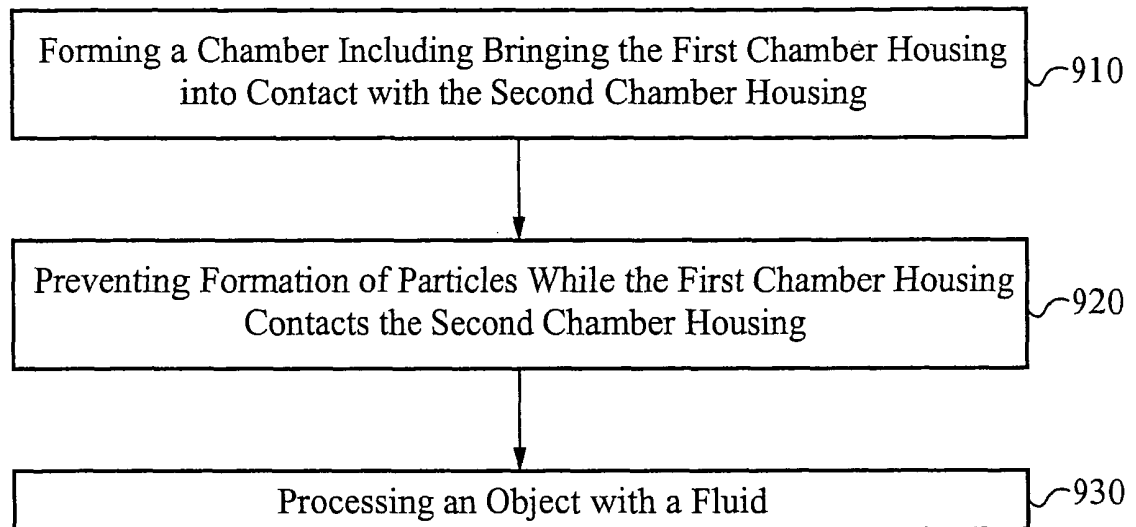 Forming a Chamber Including Bringing the First Chamber Housing
into Contact with the Second Chamber Housing
910
Preventing Formation of Particles While the First Chamber Housing
Contacts the Second Chamber Housing
920
Processing an Object with a Fluid
930